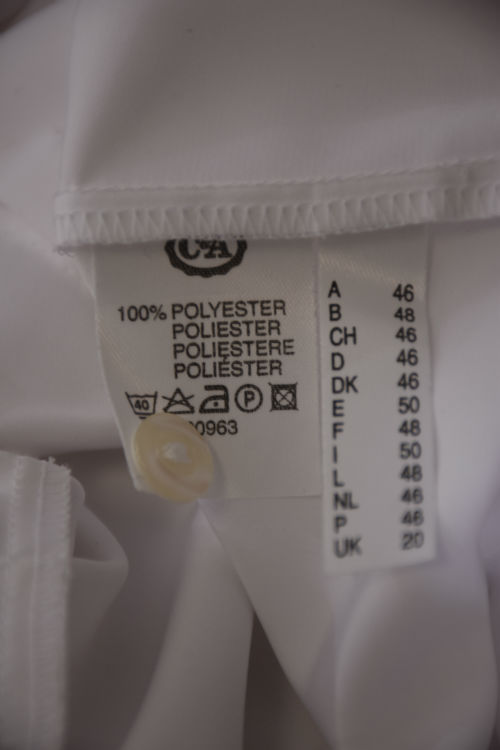 C&A
100% POLYESTER
POLIESTER
POLIESTERE
POLIÉSTER
40 P
0963
A 46
B 48
CH 46
D 46
DK 46
E 50
F 48
I 50
L 48
NL 46
P 46
UK 20